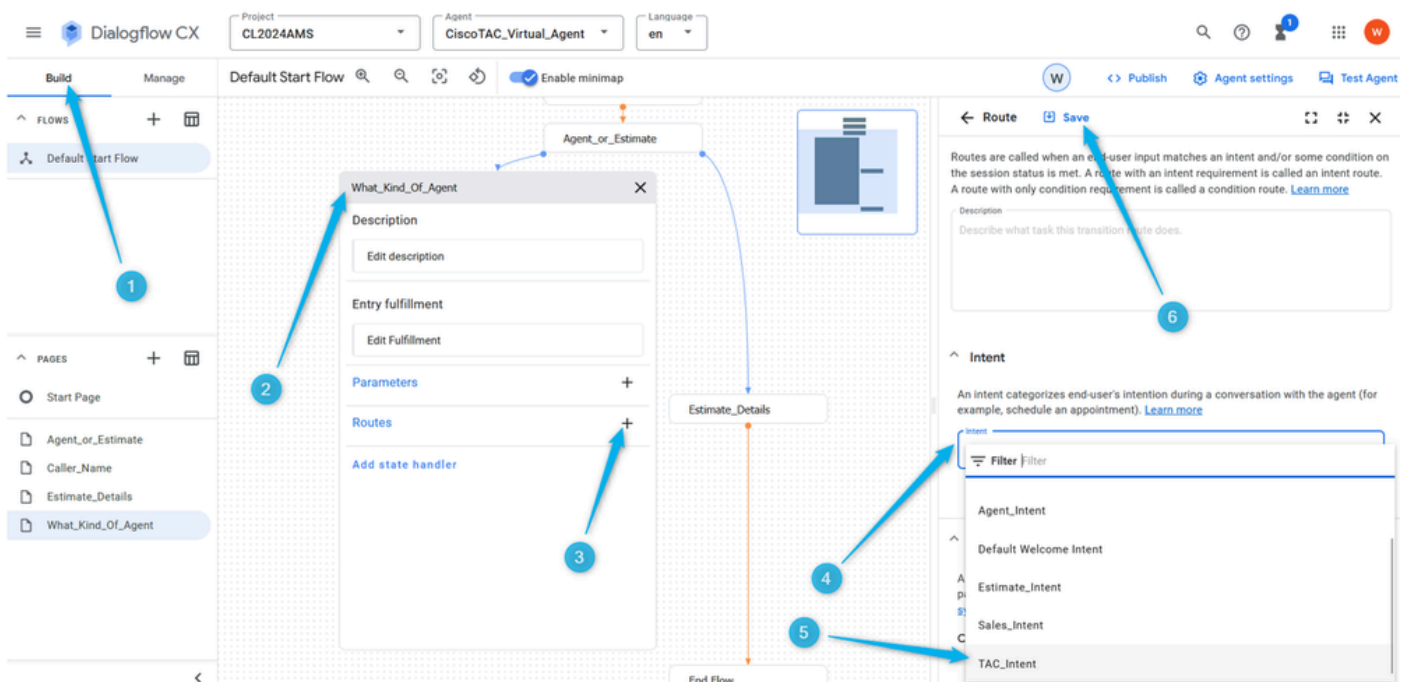 Project
Agent
Language
Dialogflow CX
CL2024AMS
CiscoTAC_Virtual_Agent
en
1
W
Build
Manage
Default Start Flow
Enable minimap
W
Publish
Agent settings
Test Agent
FLOWS
Default Start Flow
Agent_or_Estimate
Route
Save
Routes are called when an end-user input matches an intent and/or some condition on
the session status is met. A route with an intent requirement is called an intent route.
A route with only condition requirement is called a condition route. Learn more
Description
Describe what task this transition route does.
What_Kind_Of_Agent
Description
Edit description
1
Entry fulfillment
Edit Fulfillment
6
PAGES
Start Page
2
Parameters
Routes
Add state handler
Estimate_Details
Intent
An intent categorizes end-user's intention during a conversation with the agent (for
example, schedule an appointment). Learn more
Intent
Filter Filter
Agent_or_Estimate
Caller_Name
Estimate_Details
What_Kind_Of_Agent
3
4
5
Agent_Intent
Default Welcome Intent
Estimate_Intent
Sales_Intent
TAC_Intent
End Flow